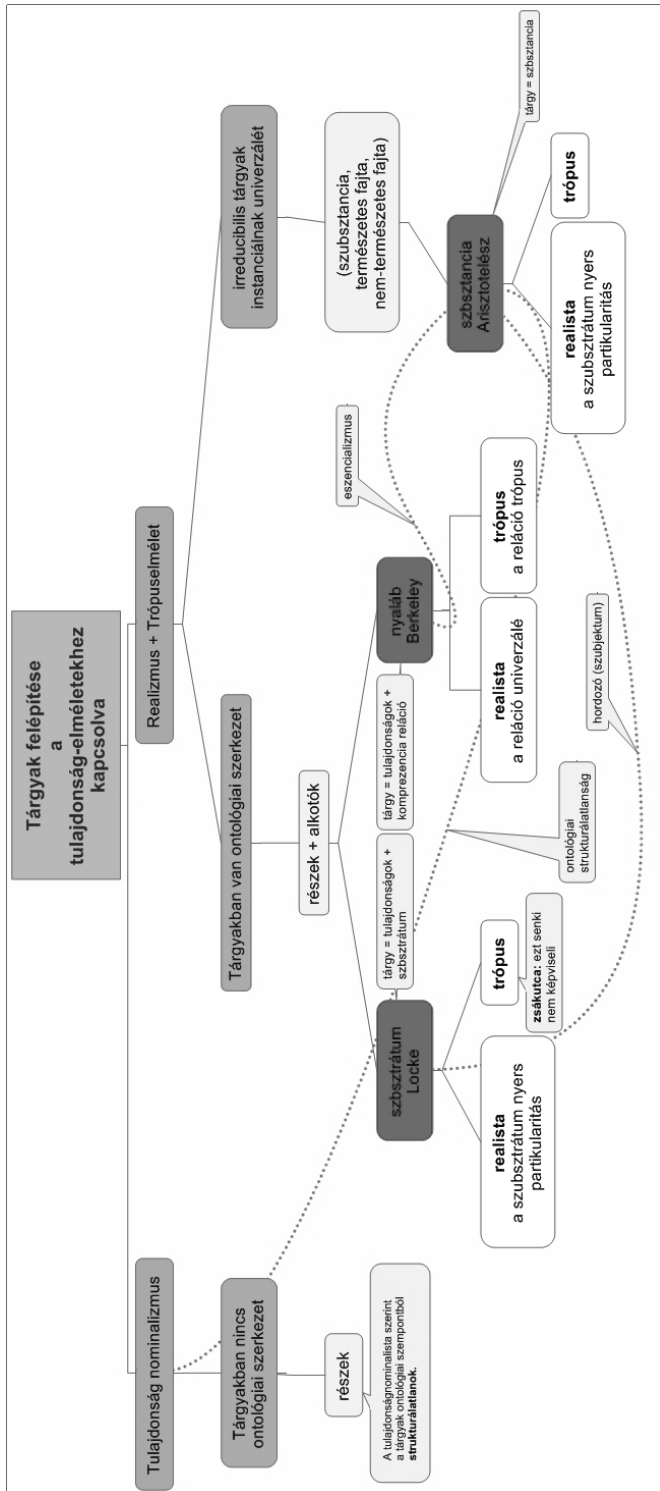 Tárgyak felépítése
a
tulajdonság-elméletekhez
kapcsolva
Tulajdonság nominalizmus
Realizmus + Trópuselmélet
Tárgyakban nincs
ontológiai szerkezet
Tárgyakban van ontológiai szerkezet
irreducibilis tárgyak
instanciálnak univerzálét
részek
A tulajdonságnominalista szerint
a tárgyak ontológiai szempontból
strukturálatlanok.
részek + alkotók
(szubsztancia,
természetes fajta,
nem-természetes fajta)
eszencializmus
szbsztrátum
Locke
tárgy = tulajdonságok +
szbsztrátum
tárgy = tulajdonságok +
komprezencia reláció
nyaláb
Berkeley
szbsztancia
Arisztotelész
tárgy = szbsztancia
realista
a szubsztrátum nyers
partikularitás
trópus
zsákutca: ezt senki
nem képviseli
realista
a reláció univerzálé
trópus
a reláció trópus
realista
a szubsztrátum nyers
partikularitás
trópus
ontológiai
strukturálatlanság
hordozó (szubjektum)